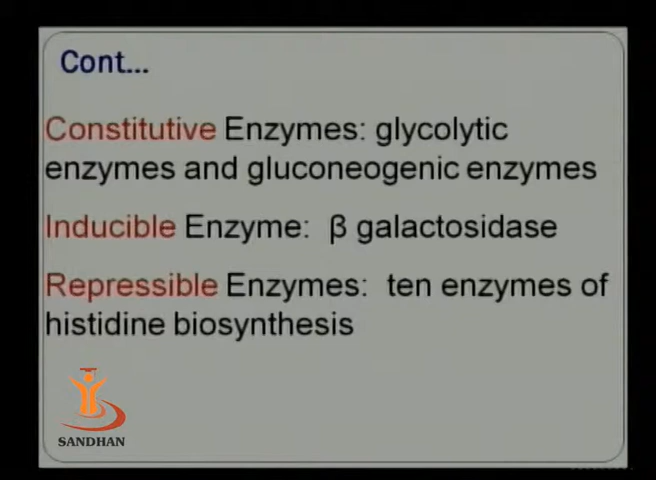 Cont...
Constitutive Enzymes: glycolytic
enzymes and gluconeogenic enzymes
Inducible Enzyme: β galactosidase
Repressible Enzymes: ten enzymes of
histidine biosynthesis
SANDHAN